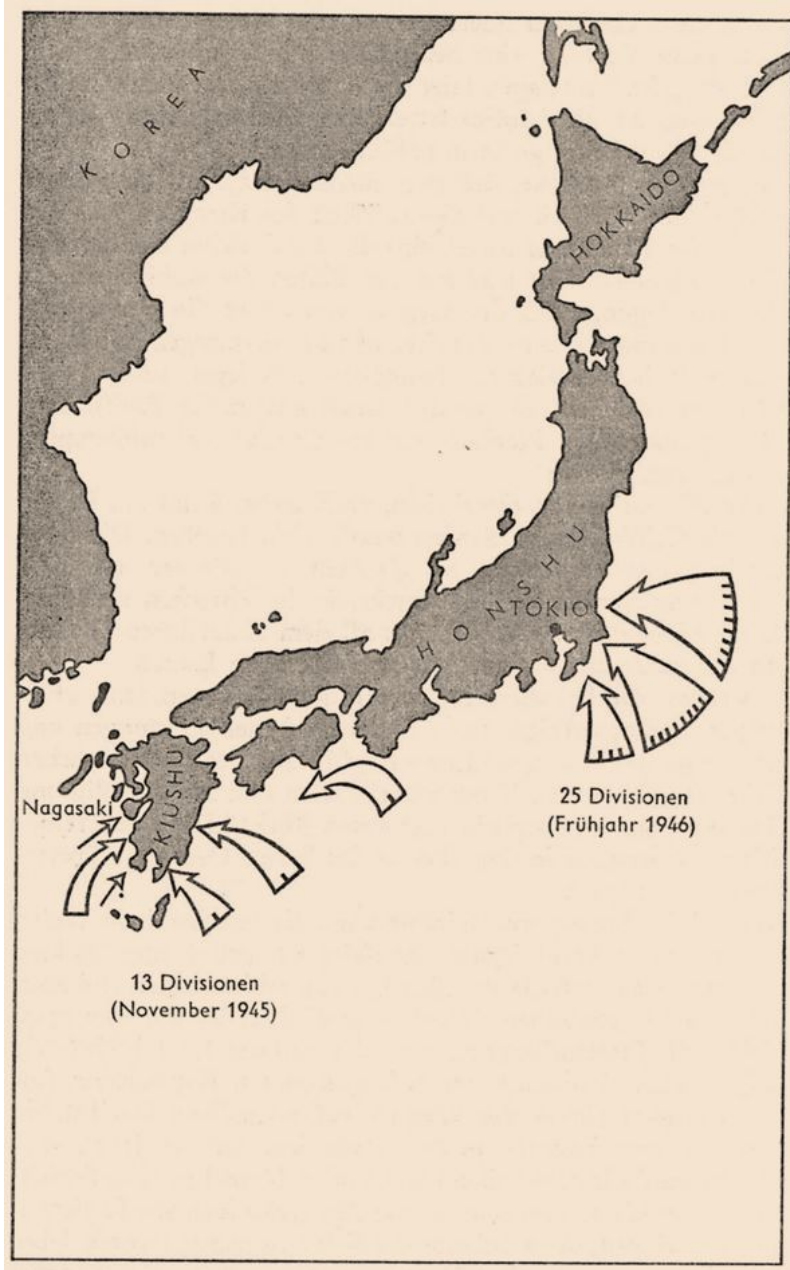 KOREA
HOKKAIDO
HONSHU
TOKIO
KIUSHU
Nagasaki
25 Divisionen
(Frühjahr 1946)
13 Divisionen
(November 1945)